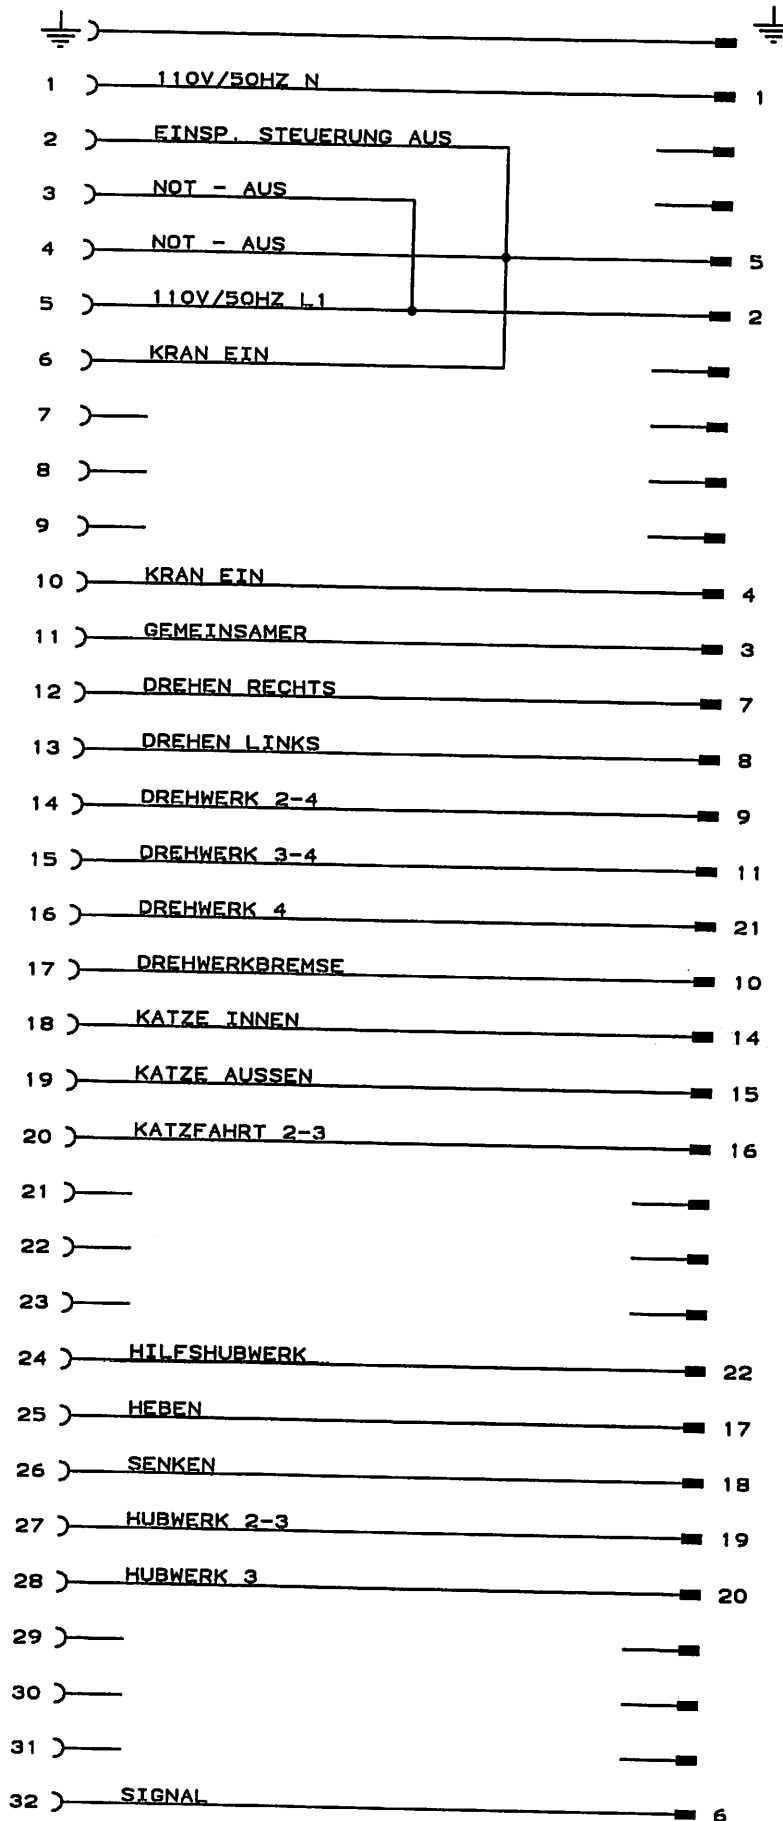 1 110V/50HZ N 1
2 EINSP. STEUERUNG AUS
3 NOT - AUS
4 NOT - AUS 5
5 110V/50HZ L1 2
6 KRAN EIN
7
8
9
10 KRAN EIN 4
11 GEMEINSAMER 3
12 DREHEN RECHTS 7
13 DREHEN LINKS 8
14 DREHWERK 2-4 9
15 DREHWERK 3-4 11
16 DREHWERK 4 21
17 DREHWERKBREMSE 10
18 KATZE INNEN 14
19 KATZE AUSSEN 15
20 KATZFAHRT 2-3 16
21
22
23
24 HILFSHUBWERK 22
25 HEBEN 17
26 SENKEN 18
27 HUBWERK 2-3 19
28 HUBWERK 3 20
29
30
31
32 SIGNAL 6